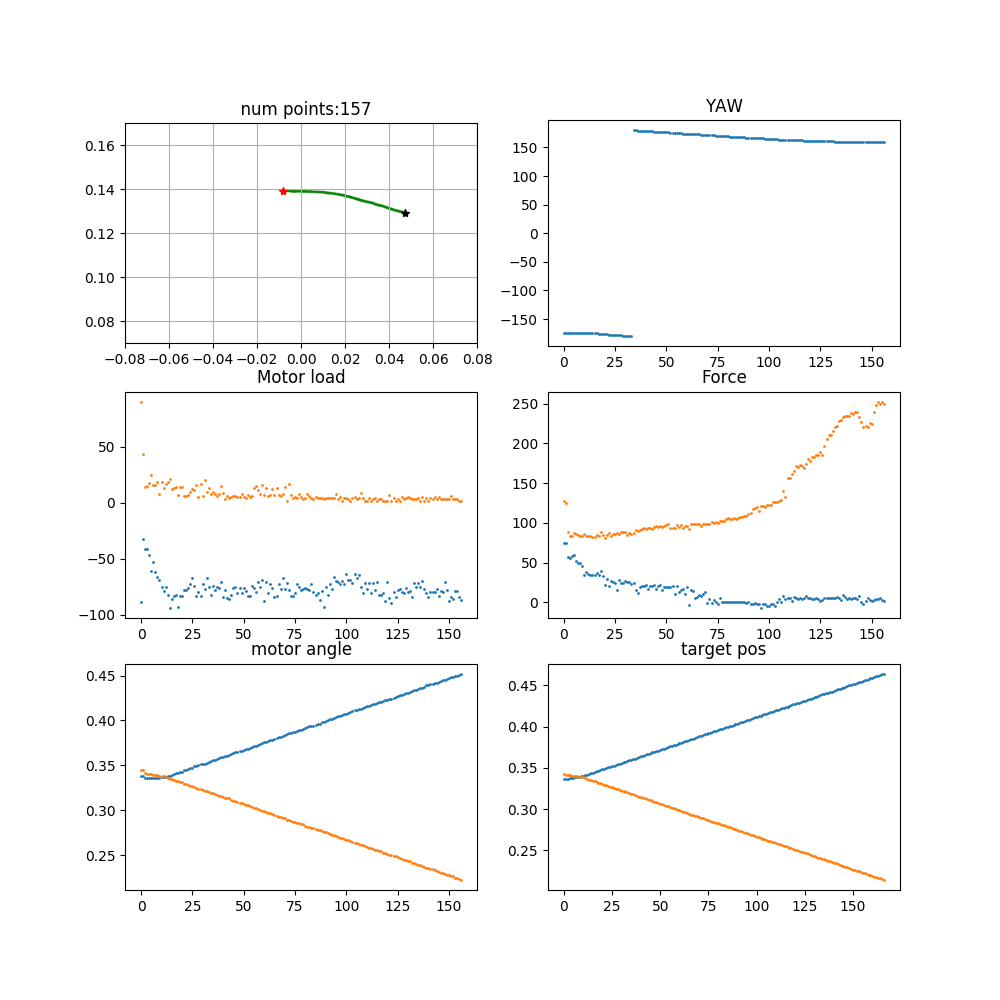 num points:157
0.16
0.14
0.12
0.10
0.08
−0.08 −0.06 −0.04 −0.02 0.00 0.02 0.04 0.06 0.08
YAW
150
100
50
0
−50
−100
−150
0 25 50 75 100 125 150
Motor load
50
0
−50
−100
0 25 50 75 100 125 150
Force
250
200
150
100
50
0
0 25 50 75 100 125 150
motor angle
0.45
0.40
0.35
0.30
0.25
0 25 50 75 100 125 150
target pos
0.45
0.40
0.35
0.30
0.25
0 25 50 75 100 125 150